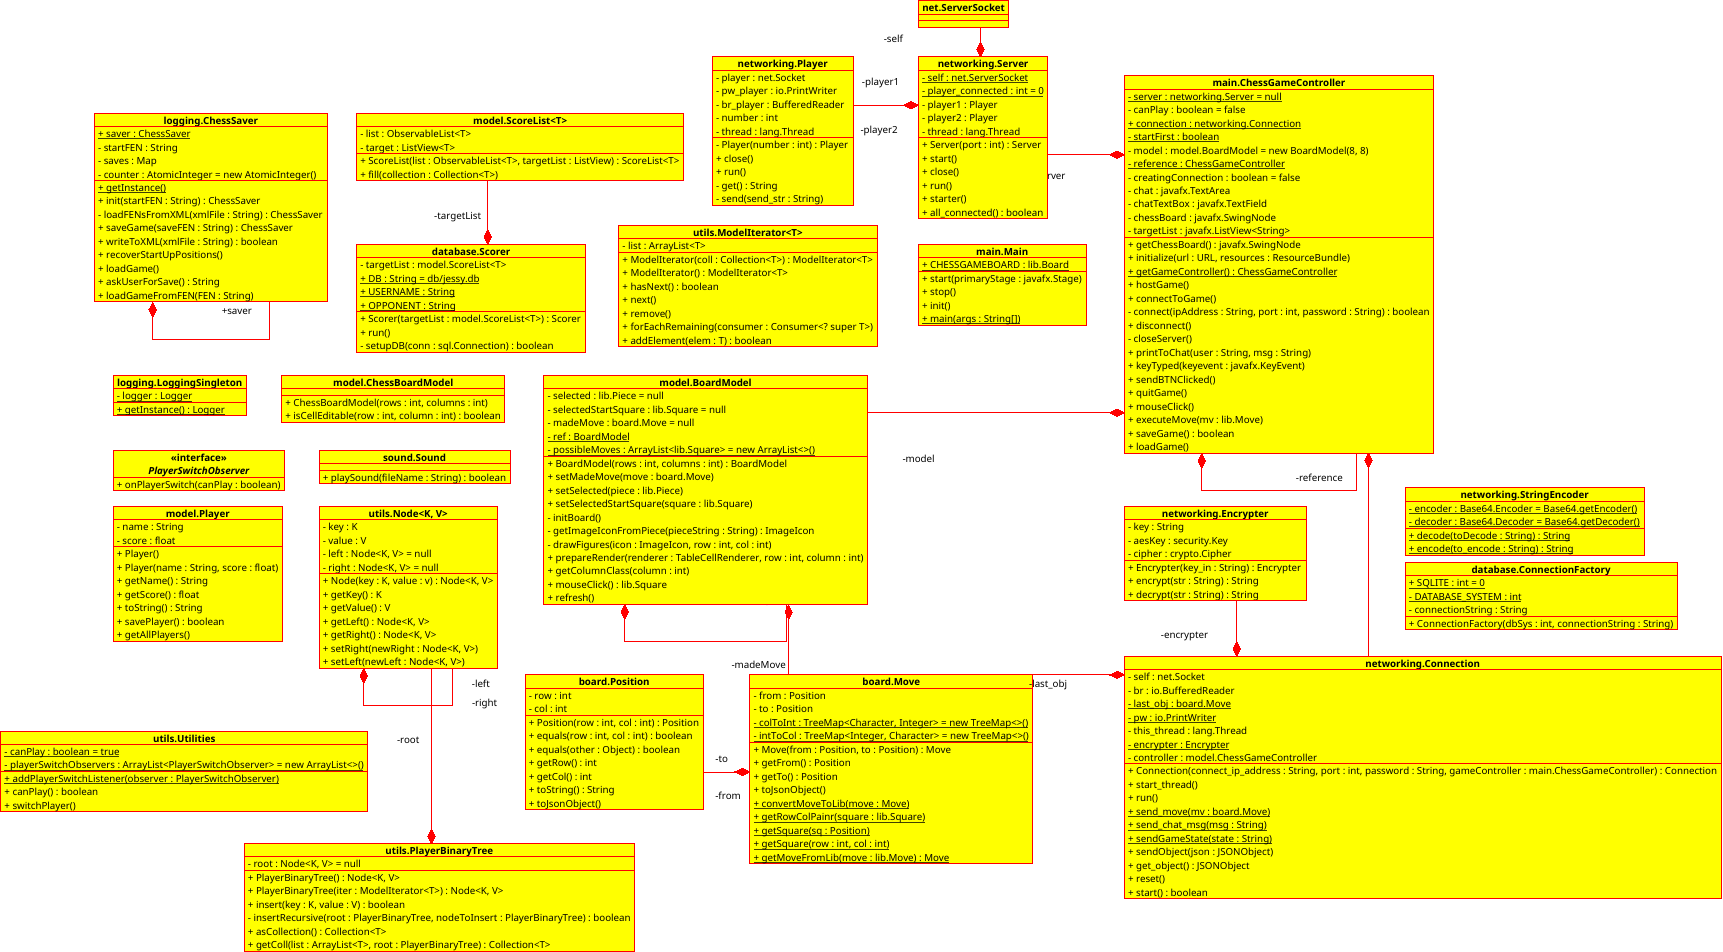 net.ServerSocket
-self
networking.Player
- player : net.Socket
- pw_player : io.PrintWriter
- br_player : BufferedReader
- number : int
- thread : lang.Thread
- Player(number : int) : Player
+ close()
+ run()
- get() : String
- send(send_str : String)
-player1
-player2
networking.Server
- self : net.ServerSocket
- player_connected : int = 0
- player1 : Player
- player2 : Player
- thread : lang.Thread
+ Server(port : int) : Server
+ start()
+ close()
+ run()
+ starter()
+ all_connected() : boolean
rver
main.ChessGameController
- server : networking.Server = null
- canPlay : boolean = false
+ connection : networking.Connection
- startFirst : boolean
- model : model.BoardModel = new BoardModel(8, 8)
- reference : ChessGameController
- creatingConnection : boolean = false
- chat : javafx.TextArea
- chatTextBox : javafx.TextField
- chessBoard : javafx.SwingNode
- targetList : javafx.ListView<String>
+ getChessBoard() : javafx.SwingNode
+ initialize(url : URL, resources : ResourceBundle)
+ getGameController() : ChessGameController
+ hostGame()
+ connectToGame()
- connect(ipAddress : String, port : int, password : String) : boolean
+ disconnect()
- closeServer()
+ printToChat(user : String, msg : String)
+ keyTyped(keyevent : javafx.KeyEvent)
+ sendBTNClicked()
+ quitGame()
+ mouseClick()
+ executeMove(mv : lib.Move)
+ saveGame() : boolean
+ loadGame()
logging.ChessSaver
+ saver : ChessSaver
- startFEN : String
- saves : Map
- counter : AtomicInteger = new AtomicInteger()
+ getInstance()
+ init(startFEN : String) : ChessSaver
- loadFENsFromXML(xmlFile : String) : ChessSaver
+ saveGame(saveFEN : String) : ChessSaver
+ writeToXML(xmlFile : String) : boolean
+ recoverStartUpPositions()
+ loadGame()
+ askUserForSave() : String
+ loadGameFromFEN(FEN : String)
+saver
model.ScoreList<T>
- list : ObservableList<T>
- target : ListView<T>
+ ScoreList(list : ObservableList<T>, targetList : ListView) : ScoreList<T>
+ fill(collection : Collection<T>)
-targetList
database.Scorer
- targetList : model.ScoreList<T>
+ DB : String = db/jessy.db
+ USERNAME : String
+ OPPONENT : String
+ Scorer(targetList : model.ScoreList<T>) : Scorer
+ run()
- setupDB(conn : sql.Connection) : boolean
utils.ModelIterator<T>
- list : ArrayList<T>
+ ModelIterator(coll : Collection<T>) : ModelIterator<T>
+ ModelIterator() : ModelIterator<T>
+ hasNext() : boolean
+ next()
+ remove()
+ forEachRemaining(consumer : Consumer<? super T>)
+ addElement(elem : T) : boolean
main.Main
+ CHESSGAMEBOARD : lib.Board
+ start(primaryStage : javafx.Stage)
+ stop()
+ init()
+ main(args : String[])
logging.LoggingSingleton
- logger : Logger
+ getInstance() : Logger
model.ChessBoardModel
+ ChessBoardModel(rows : int, columns : int)
+ isCellEditable(row : int, column : int) : boolean
model.BoardModel
- selected : lib.Piece = null
- selectedStartSquare : lib.Square = null
- madeMove : board.Move = null
- ref : BoardModel
- possibleMoves : ArrayList<lib.Square> = new ArrayList<>()
+ BoardModel(rows : int, columns : int) : BoardModel
+ setMadeMove(move : board.Move)
+ setSelected(piece : lib.Piece)
+ setSelectedStartSquare(square : lib.Square)
- initBoard()
- getImageIconFromPiece(pieceString : String) : ImageIcon
- drawFigures(icon : ImageIcon, row : int, col : int)
+ prepareRender(renderer : TableCellRenderer, row : int, column : int)
+ getColumnClass(column : int)
+ mouseClick() : lib.Square
+ refresh()
-model
-reference
«interface»
PlayerSwitchObserver
+ onPlayerSwitch(canPlay : boolean)
sound.Sound
+ playSound(fileName : String) : boolean
model.Player
- name : String
- score : float
+ Player()
+ Player(name : String, score : float)
+ getName() : String
+ getScore() : float
+ toString() : String
+ savePlayer() : boolean
+ getAllPlayers()
utils.Node<K, V>
- key : K
- value : V
- left : Node<K, V> = null
- right : Node<K, V> = null
+ Node(key : K, value : v) : Node<K, V>
+ getKey() : K
+ getValue() : V
+ getLeft() : Node<K, V>
+ getRight() : Node<K, V>
+ setRight(newRight : Node<K, V>)
+ setLeft(newLeft : Node<K, V>)
-left
-right
-root
networking.Encrypter
- key : String
- aesKey : security.Key
- cipher : crypto.Cipher
+ Encrypter(key_in : String) : Encrypter
+ encrypt(str : String) : String
+ decrypt(str : String) : String
-encrypter
networking.StringEncoder
- encoder : Base64.Encoder = Base64.getEncoder()
- decoder : Base64.Decoder = Base64.getDecoder()
+ decode(toDecode : String) : String
+ encode(to_encode : String) : String
database.ConnectionFactory
+ SQLITE : int = 0
- DATABASE_SYSTEM : int
- connectionString : String
+ ConnectionFactory(dbSys : int, connectionString : String)
-madeMove
board.Position
- row : int
- col : int
+ Position(row : int, col : int) : Position
+ equals(row : int, col : int) : boolean
+ equals(other : Object) : boolean
+ getRow() : int
+ getCol() : int
+ toString() : String
+ toJsonObject()
-to
-from
board.Move
- from : Position
- to : Position
- colToInt : TreeMap<Character, Integer> = new TreeMap<>()
- intToCol : TreeMap<Integer, Character> = new TreeMap<>()
+ Move(from : Position, to : Position) : Move
+ getFrom() : Position
+ getTo() : Position
+ toJsonObject()
+ convertMoveToLib(move : Move)
+ getRowColPainr(square : lib.Square)
+ getSquare(sq : Position)
+ getSquare(row : int, col : int)
+ getMoveFromLib(move : lib.Move) : Move
-last_obj
networking.Connection
- self : net.Socket
- br : io.BufferedReader
- last_obj : board.Move
- pw : io.PrintWriter
- this_thread : lang.Thread
- encrypter : Encrypter
- controller : model.ChessGameController
+ Connection(connect_ip_address : String, port : int, password : String, gameController : main.ChessGameController) : Connection
+ start_thread()
+ run()
+ send_move(mv : board.Move)
+ send_chat_msg(msg : String)
+ sendGameState(state : String)
+ sendObject(json : JSONObject)
+ get_object() : JSONObject
+ reset()
+ start() : boolean
utils.Utilities
- canPlay : boolean = true
- playerSwitchObservers : ArrayList<PlayerSwitchObserver> = new ArrayList<>()
+ addPlayerSwitchListener(observer : PlayerSwitchObserver)
+ canPlay() : boolean
+ switchPlayer()
utils.PlayerBinaryTree
- root : Node<K, V> = null
+ PlayerBinaryTree() : Node<K, V>
+ PlayerBinaryTree(iter : ModelIterator<T>) : Node<K, V>
+ insert(key : K, value : V) : boolean
- insertRecursive(root : PlayerBinaryTree, nodeToInsert : PlayerBinaryTree) : boolean
+ asCollection() : Collection<T>
+ getColl(list : ArrayList<T>, root : PlayerBinaryTree) : Collection<T>